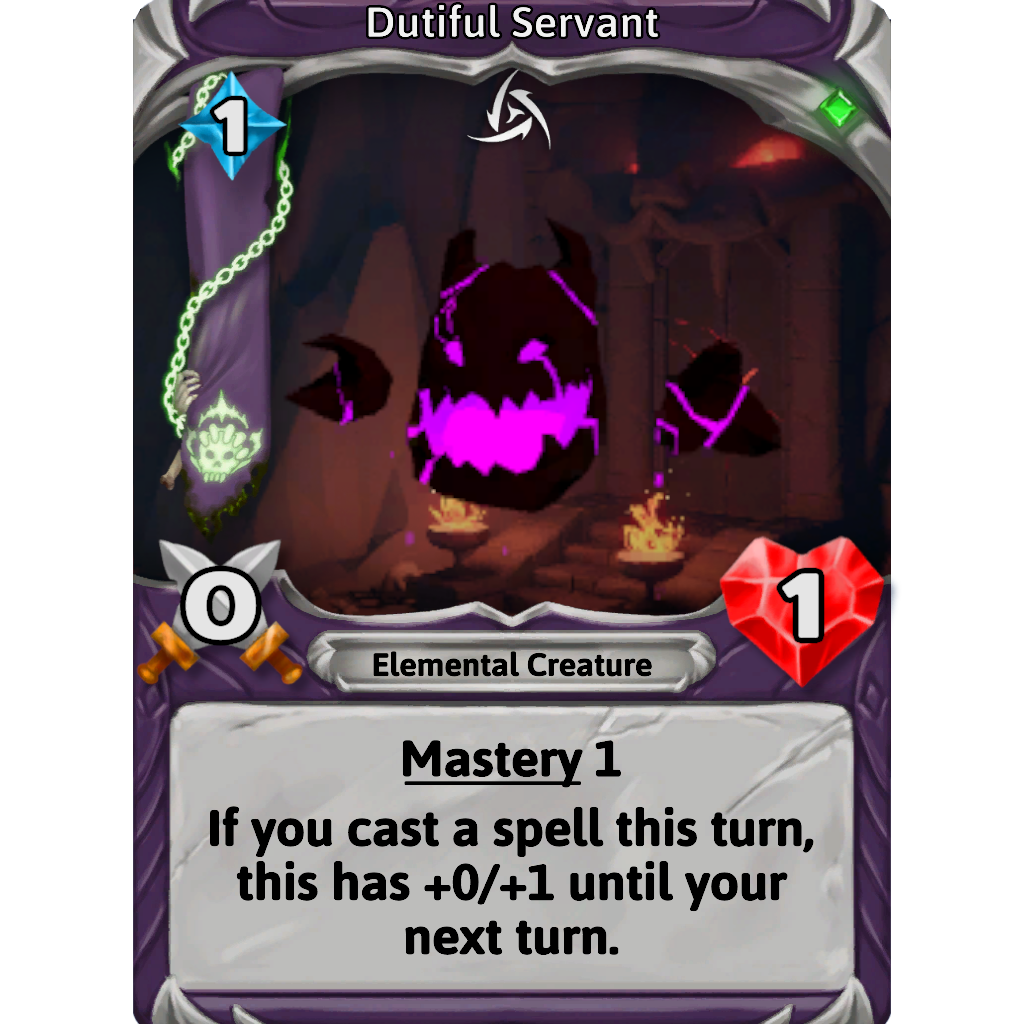 Dutiful Servant
1
0
1
Elemental Creature
Mastery 1
If you cast a spell this turn,
this has +0/+1 until your
next turn.